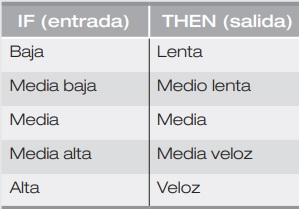 IF (entrada) THEN (salida)
Baja Lenta
Media baja Medio lenta
Media Media
Media alta Media veloz
Alta Veloz